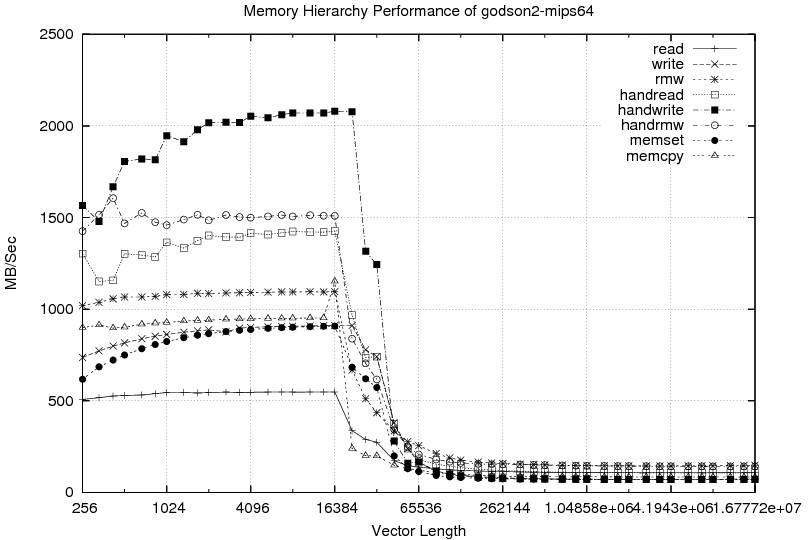 Memory Hierarchy Performance of godson2-mips64
2500
2000
1500
1000
500
0
MB/Sec
read
write
rmw
handread
handwrite
handrmw
memset
memcpy
256 1024 4096 16384 65536 262144 1.04858e+064.1943e+061.67772e+07
Vector Length